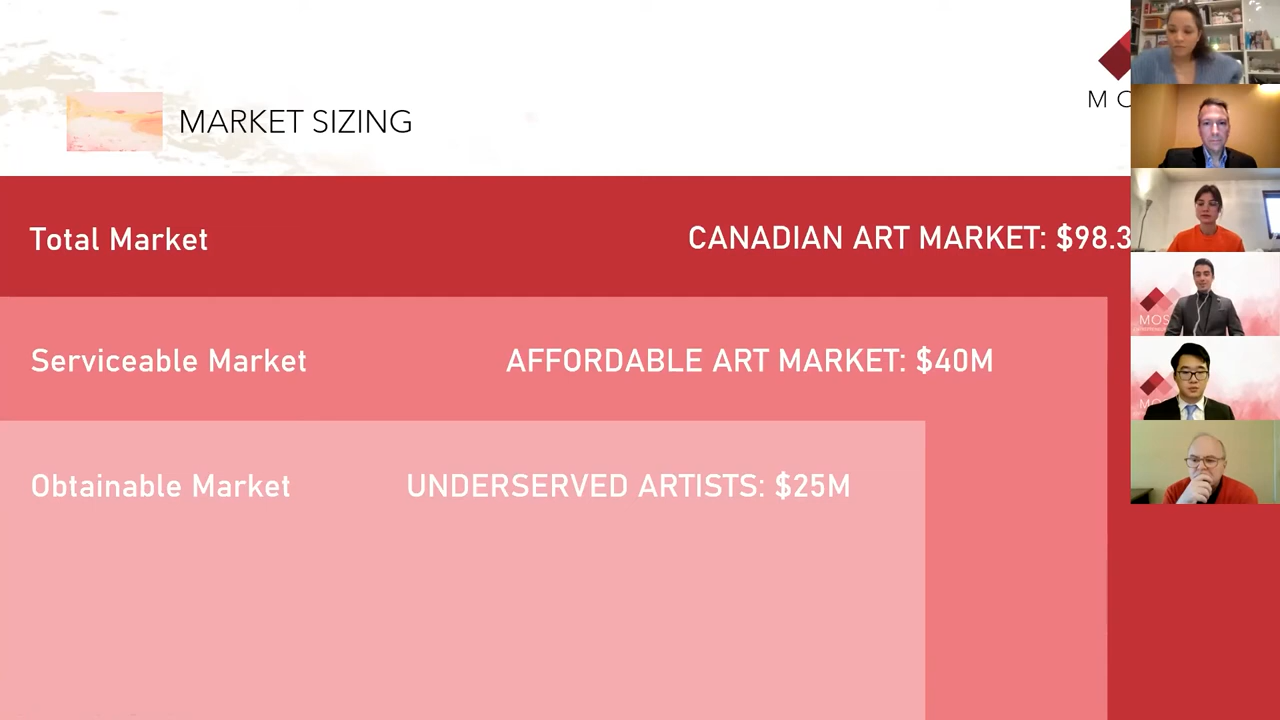 MARKET SIZING
Total Market
CANADIAN ART MARKET: $98.3
Serviceable Market
AFFORDABLE ART MARKET: $40M
Obtainable Market
UNDERSERVED ARTISTS: $25M
MOS